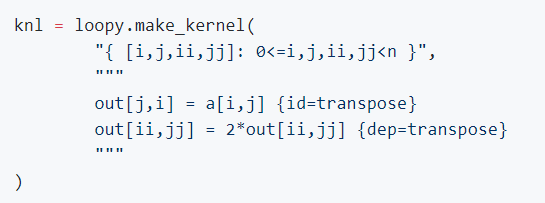 knl = loopy.make_kernel(
        "{ [i,j,ii,jj]: 0<=i,j,ii,jj<n }",
        """
        out[j,i] = a[i,j] {id=transpose}
        out[ii,jj] = 2*out[ii,jj] {dep=transpose}
        """
)